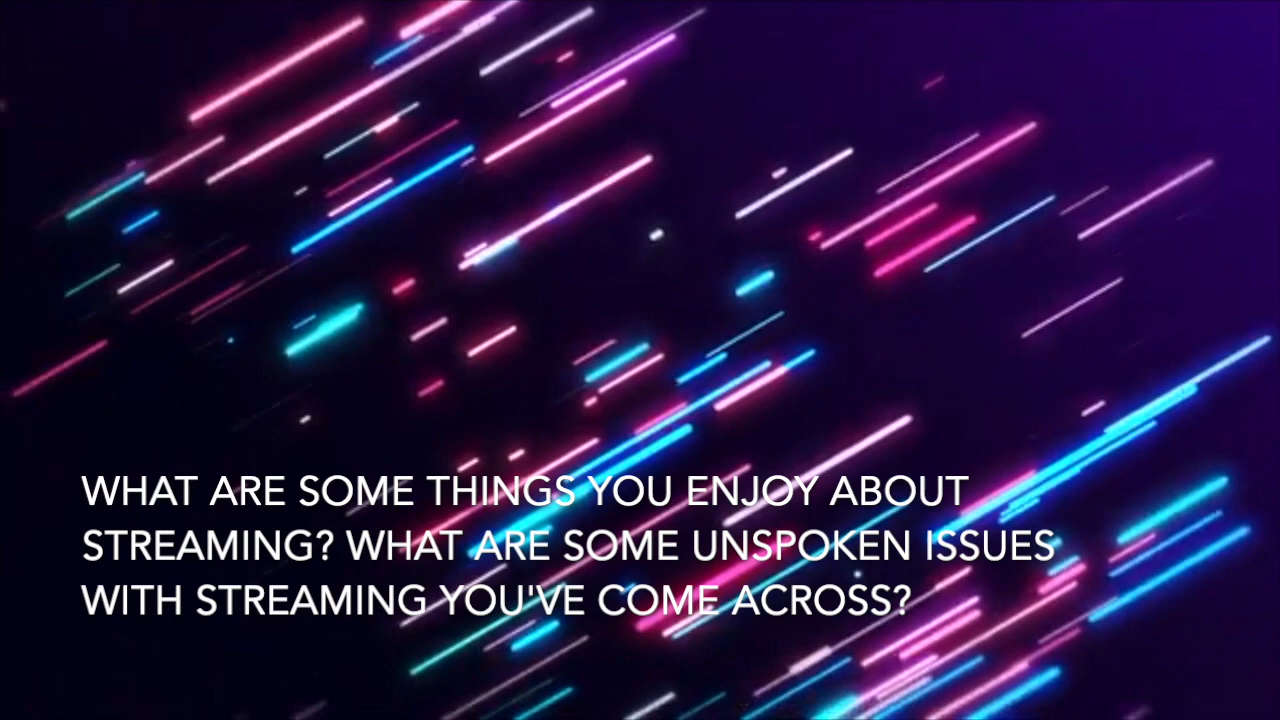 WHAT ARE SOME THINGS YOU ENJOY ABOUT
STREAMING? WHAT ARE SOME UNSPOKEN ISSUES
WITH STREAMING YOU'VE COME ACROSS?